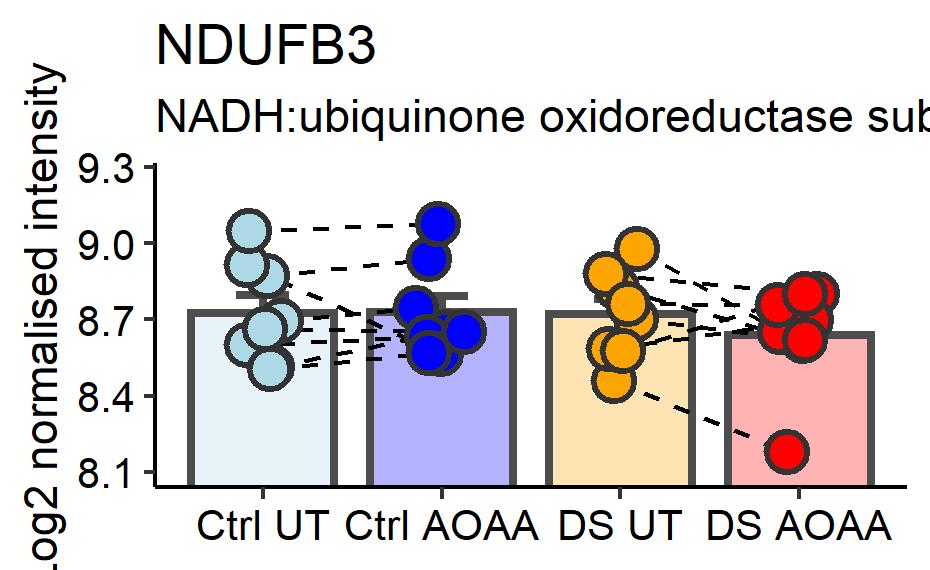 NDUFB3
NADH:ubiquinone oxidoreductase sub
Log2 normalised intensity
9.3
9.0
8.7
8.4
8.1
Ctrl UT Ctrl AOAA DS UT DS AOAA